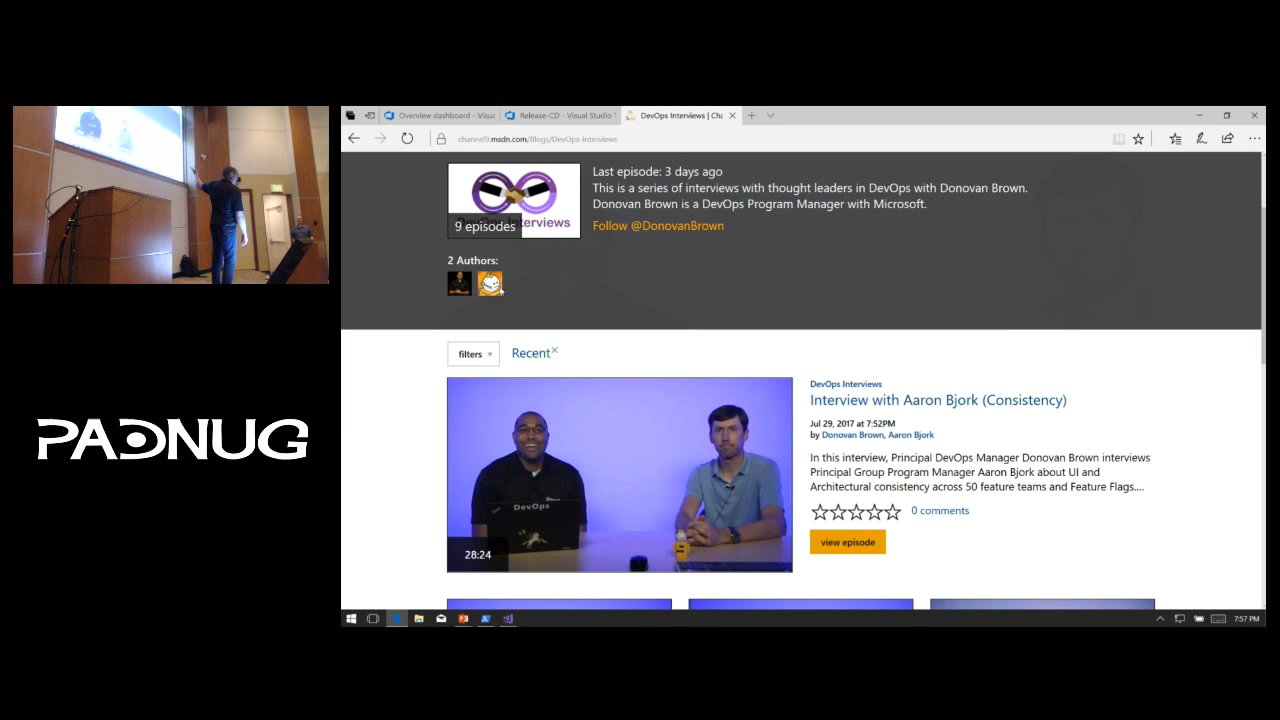 Overview dashboard - Visua
Release-CD - Visual Studio T
DevOps Interviews | Cha
channel9.msdn.com/Blogs/DevOps-Interviews
Last episode: 3 days ago
This is a series of interviews with thought leaders in DevOps with Donovan Brown.
Donovan Brown is a DevOps Program Manager with Microsoft.
DevOps Interviews
9 episodes
Follow @DonovanBrown
2 Authors:
filters
Recent
DevOps Interviews
Interview with Aaron Bjork (Consistency)
Jul 29, 2017 at 7:52PM
by Donovan Brown, Aaron Bjork
In this interview, Principal DevOps Manager Donovan Brown interviews
Principal Group Program Manager Aaron Bjork about UI and
Architectural consistency across 50 feature teams and Feature Flags....
0 comments
view episode
DevOps
28:24
PADNUG
7:57 PM